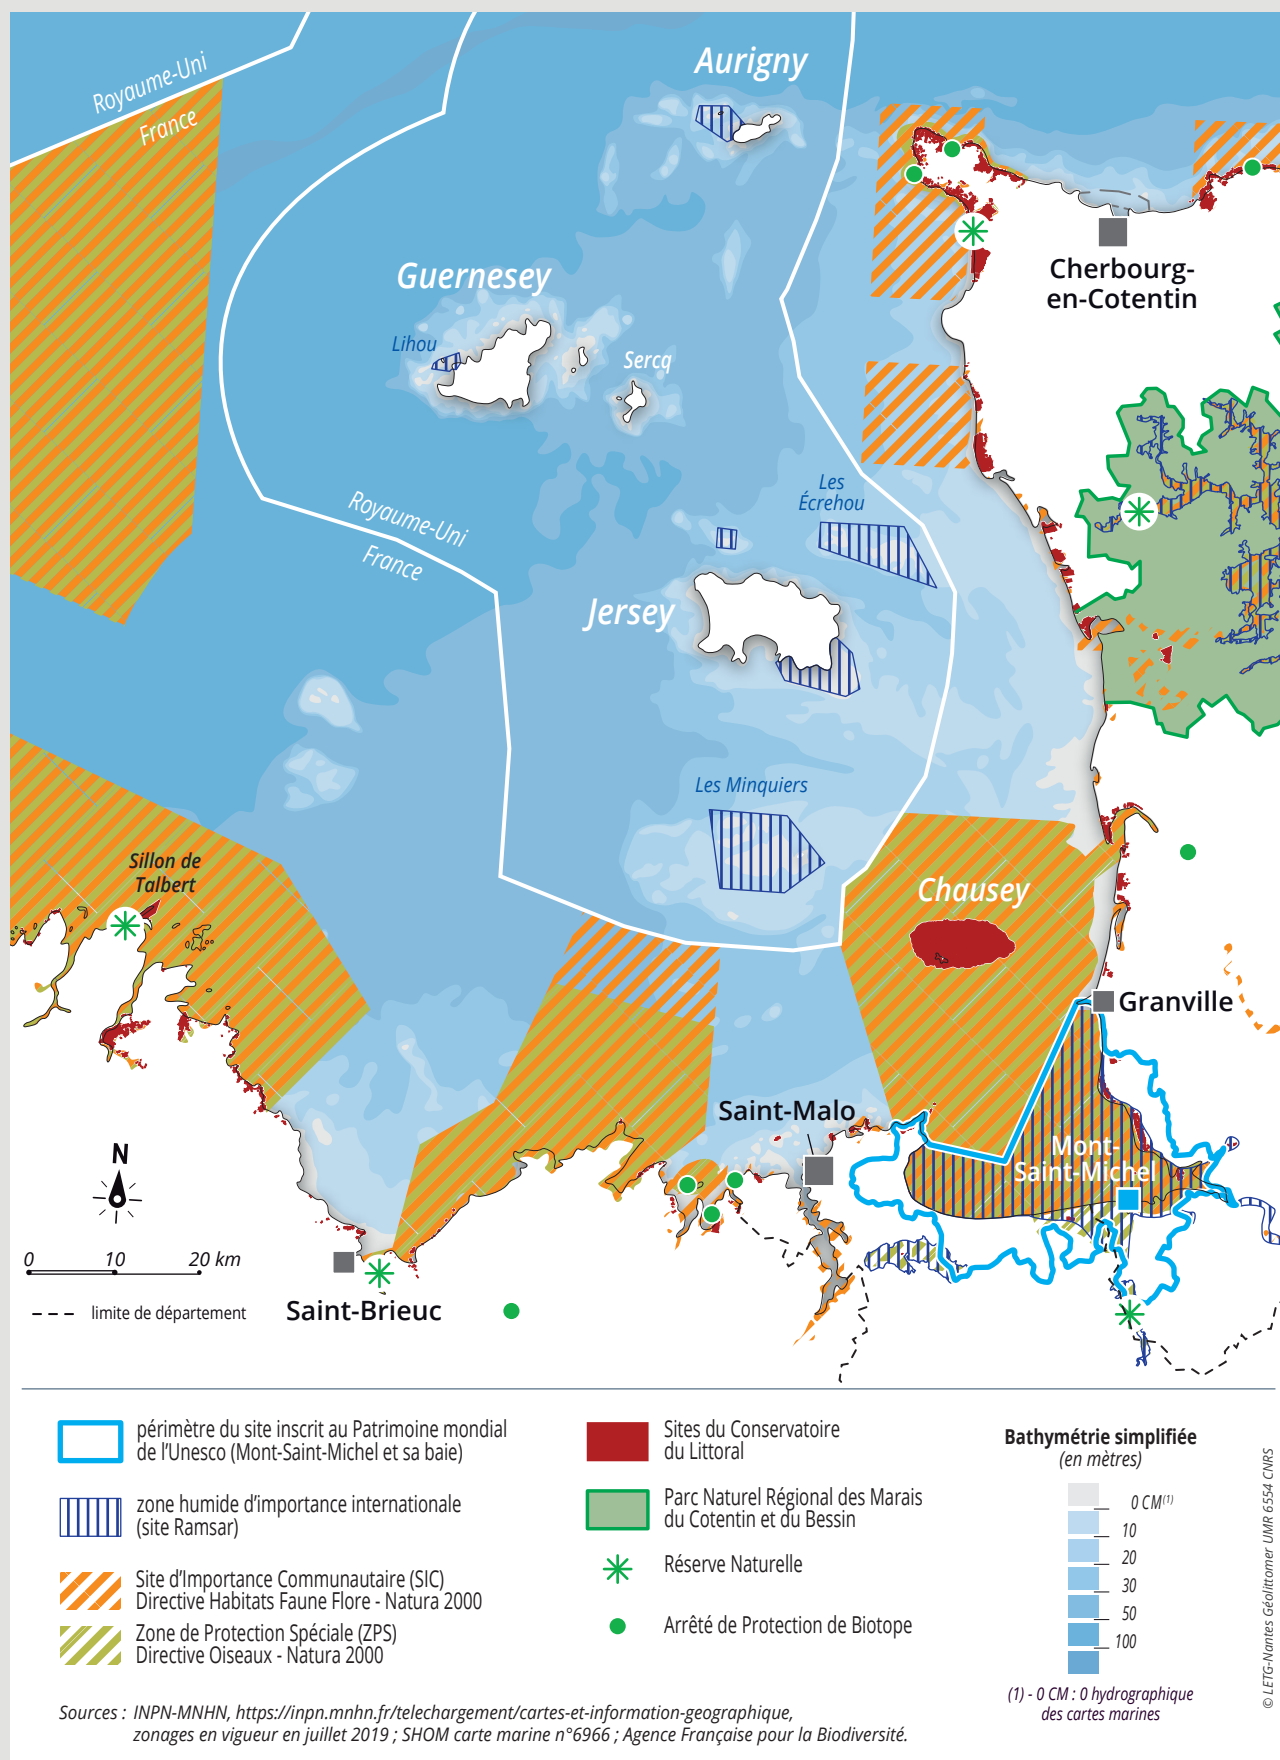 Royaume-Uni
France
Aurigny
Cherbourg-
en-Cotentin
Guernesey
Lihou
Sercq
Les
Écrehou
Royaume-Uni
France
Jersey
Les Minquiers
Sillon de
Talbert
Chausey
Granville
Saint-Malo
Mont-
Saint-Michel
N
0 10 20 km
limite de département
Saint-Brieuc
périmètre du site inscrit au Patrimoine mondial
de l'Unesco (Mont-Saint-Michel et sa baie)
zone humide d'importance internationale
(site Ramsar)
Site d'Importance Communautaire (SIC)
Directive Habitats Faune Flore - Natura 2000
Zone de Protection Spéciale (ZPS)
Directive Oiseaux - Natura 2000
Sites du Conservatoire
du Littoral
Parc Naturel Régional des Marais
du Cotentin et du Bessin
Réserve Naturelle
Arrêté de Protection de Biotope
Bathymétrie simplifiée
(en mètres)
0 CM(1)
10
20
30
50
100
(1) - 0 CM : 0 hydrographique
des cartes marines
Sources : INPN-MNHN, https://inpn.mnhn.fr/telechargement/cartes-et-information-geographique,
zonages en vigueur en juillet 2019 ; SHOM carte marine n°6966 ; Agence Française pour la Biodiversité.
© LETG-Nantes Géolittomer UMR 6554 CNRS